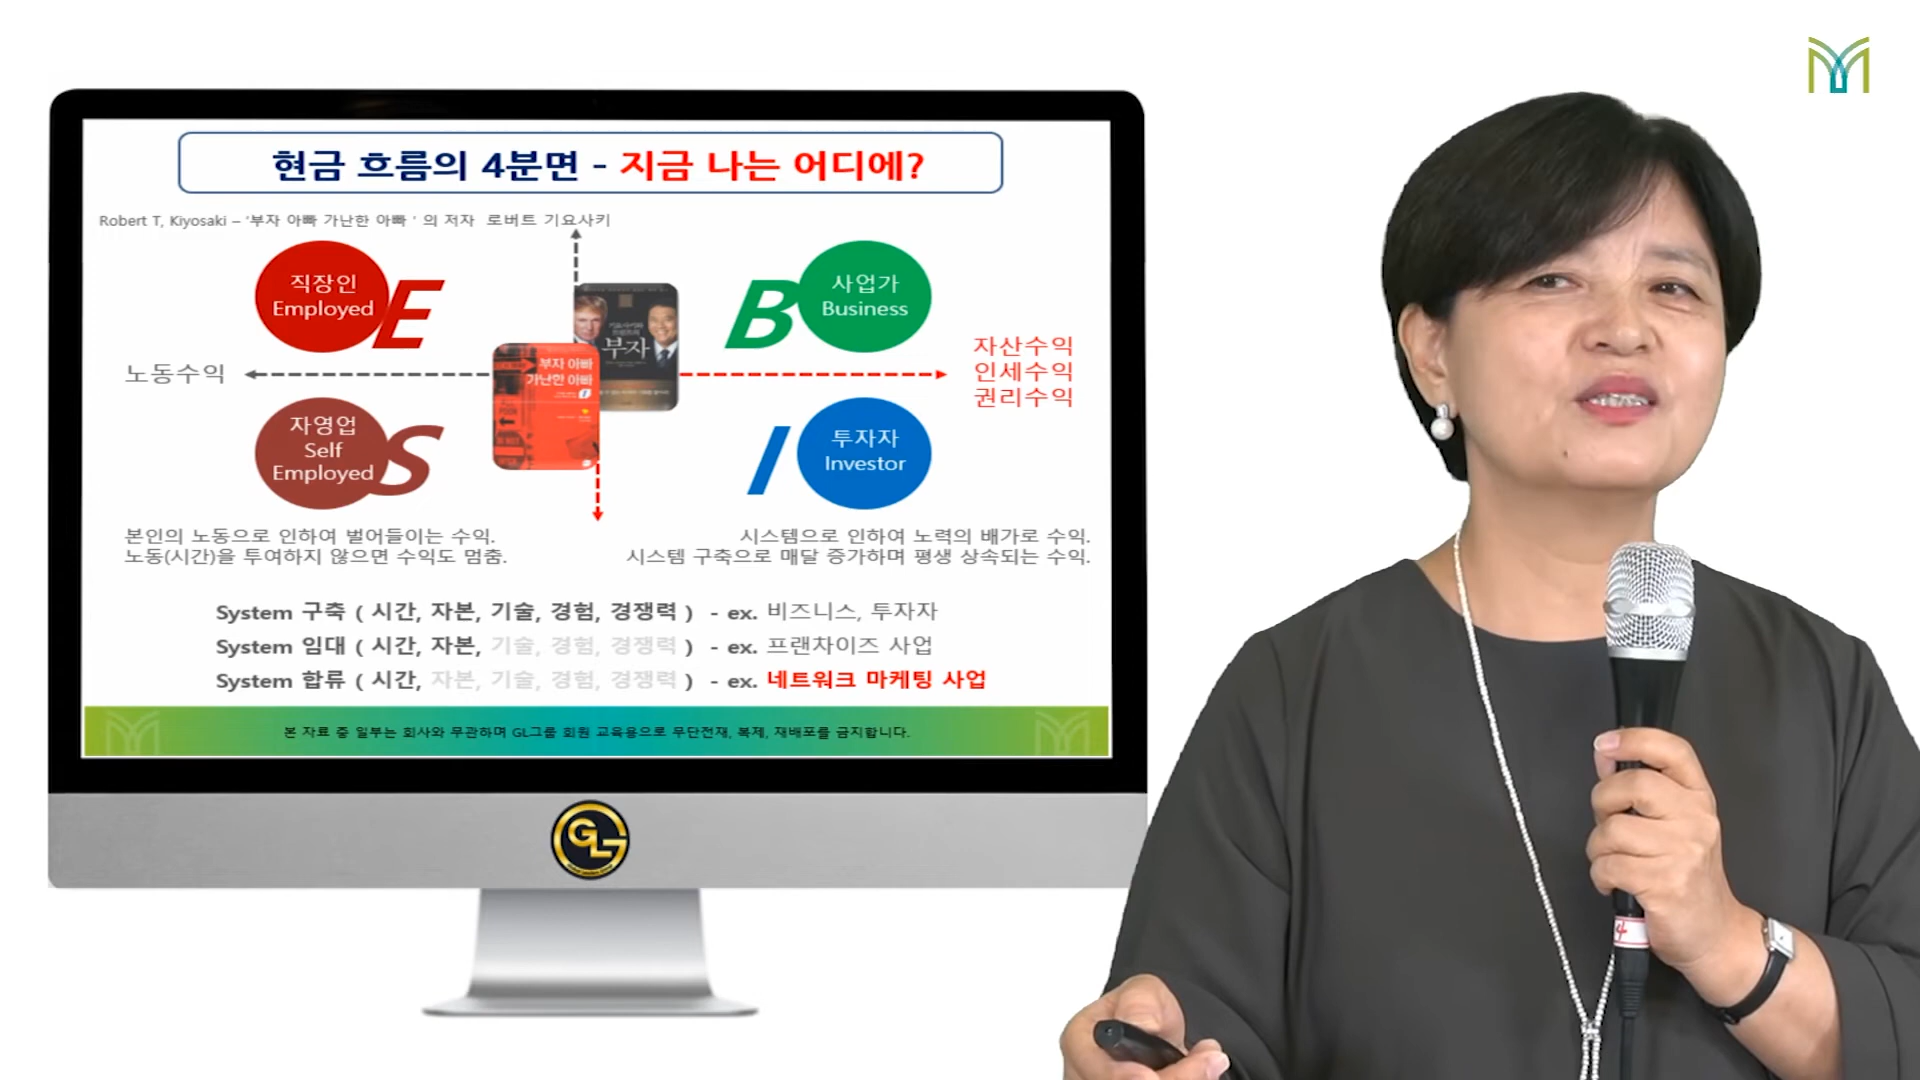 현금 흐름의 4분면 - 지금 나는 어디에?
Robert T, Kiyosaki – '부자 아빠 가난한 아빠 ' 의 저자 로버트 기요사키
직장인
Employed
E
B
사업가
Business
부자
부자 아빠
가난한 아빠
노동수익
자산수익
인세수익
권리수익
자영업
Self
Employed
S
I
투자자
Investor
본인의 노동으로 인하여 벌어들이는 수익.
노동(시간)을 투여하지 않으면 수익도 멈춤.
시스템으로 인하여 노력의 배가로 수익.
시스템 구축으로 매달 증가하며 평생 상속되는 수익.
System 구축 ( 시간, 자본, 기술, 경험, 경쟁력 ) - ex. 비즈니스, 투자자
System 임대 ( 시간, 자본, 기술, 경험, 경쟁력 ) - ex. 프랜차이즈 사업
System 합류 ( 시간, 자본, 기술, 경험, 경쟁력 ) - ex. 네트워크 마케팅 사업
본 자료 중 일부는 회사와 무관하며 GL그룹 회원 교육용으로 무단전재, 복제, 재배포를 금지합니다.
GLG
4